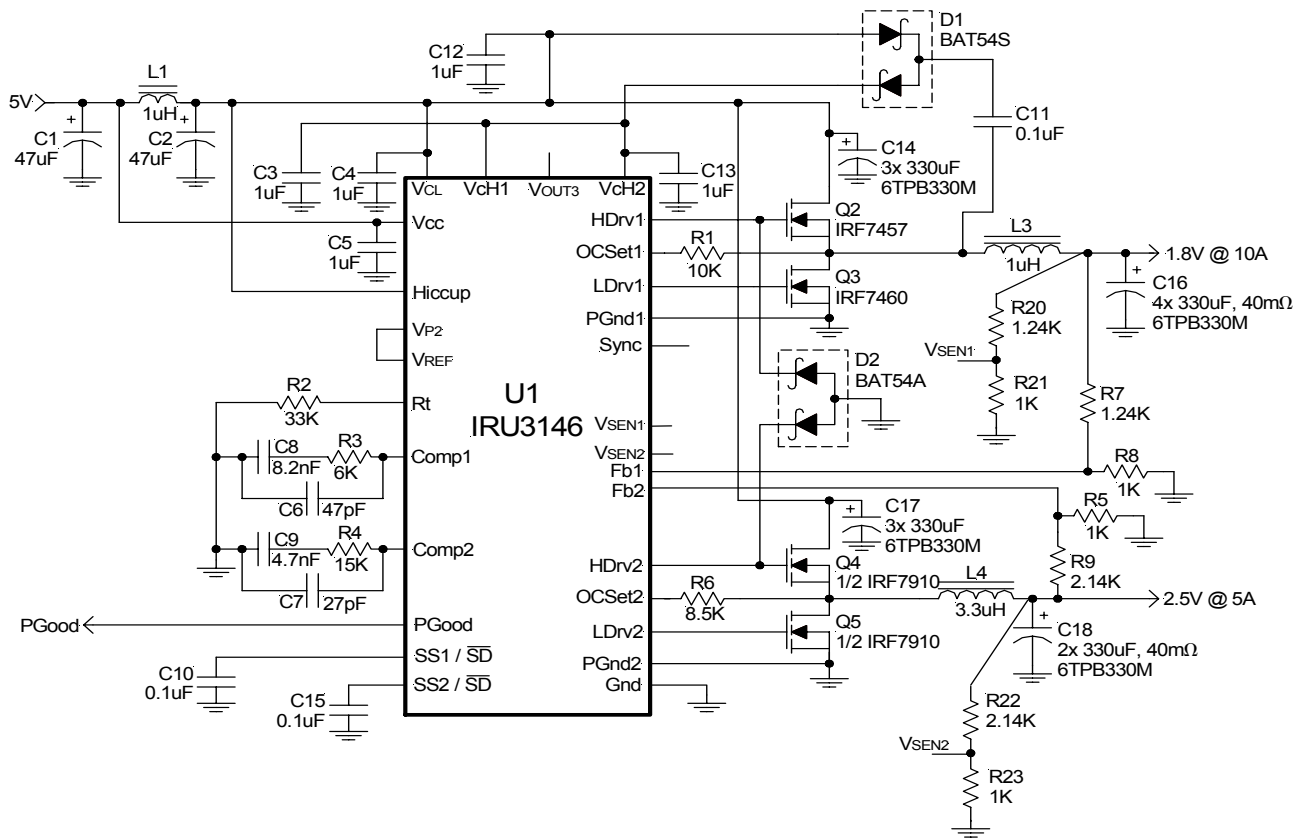 D1
BAT54S
C12
1uF
L1
5V
1uH
C1
47uF
C2
47uF
C11
0.1uF
C3
1uF
C4
1uF
C13
1uF
C14
3x 330uF
6TPB330M
VCL
VcH1
VOUT3
VcH2
Vcc
C5
1uF
HDrv1
Q2
IRF7457
OCSet1
R1
10K
L3
1uH
1.8V @ 10A
Hiccup
LDrv1
Q3
IRF7460
C16
4x 330uF, 40mΩ
6TPB330M
R20
1.24K
PGnd1
VP2
VREF
Sync
VSEN1
D2
BAT54A
R21
1K
R7
1.24K
R2
33K
Rt
U1
IRU3146
VSEN1
VSEN2
C8
8.2nF
R3
6K
Comp1
Fb1
Fb2
R8
1K
C6
47pF
C17
3x 330uF
6TPB330M
R5
1K
C9
4.7nF
R4
15K
Comp2
HDrv2
Q4
1/2 IRF7910
R9
2.14K
C7
27pF
OCSet2
R6
8.5K
L4
3.3uH
2.5V @ 5A
PGood
PGood
LDrv2
Q5
1/2 IRF7910
C18
2x 330uF, 40mΩ
6TPB330M
SS1 / SD
PGnd2
C10
0.1uF
SS2 / SD
Gnd
C15
0.1uF
R22
2.14K
VSEN2
R23
1K